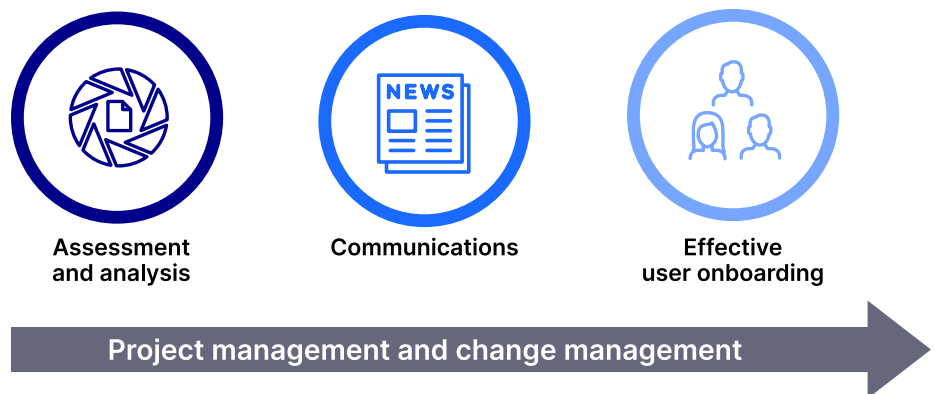 NEWS
Assessment
and analysis
Communications
Effective
user onboarding
Project management and change management